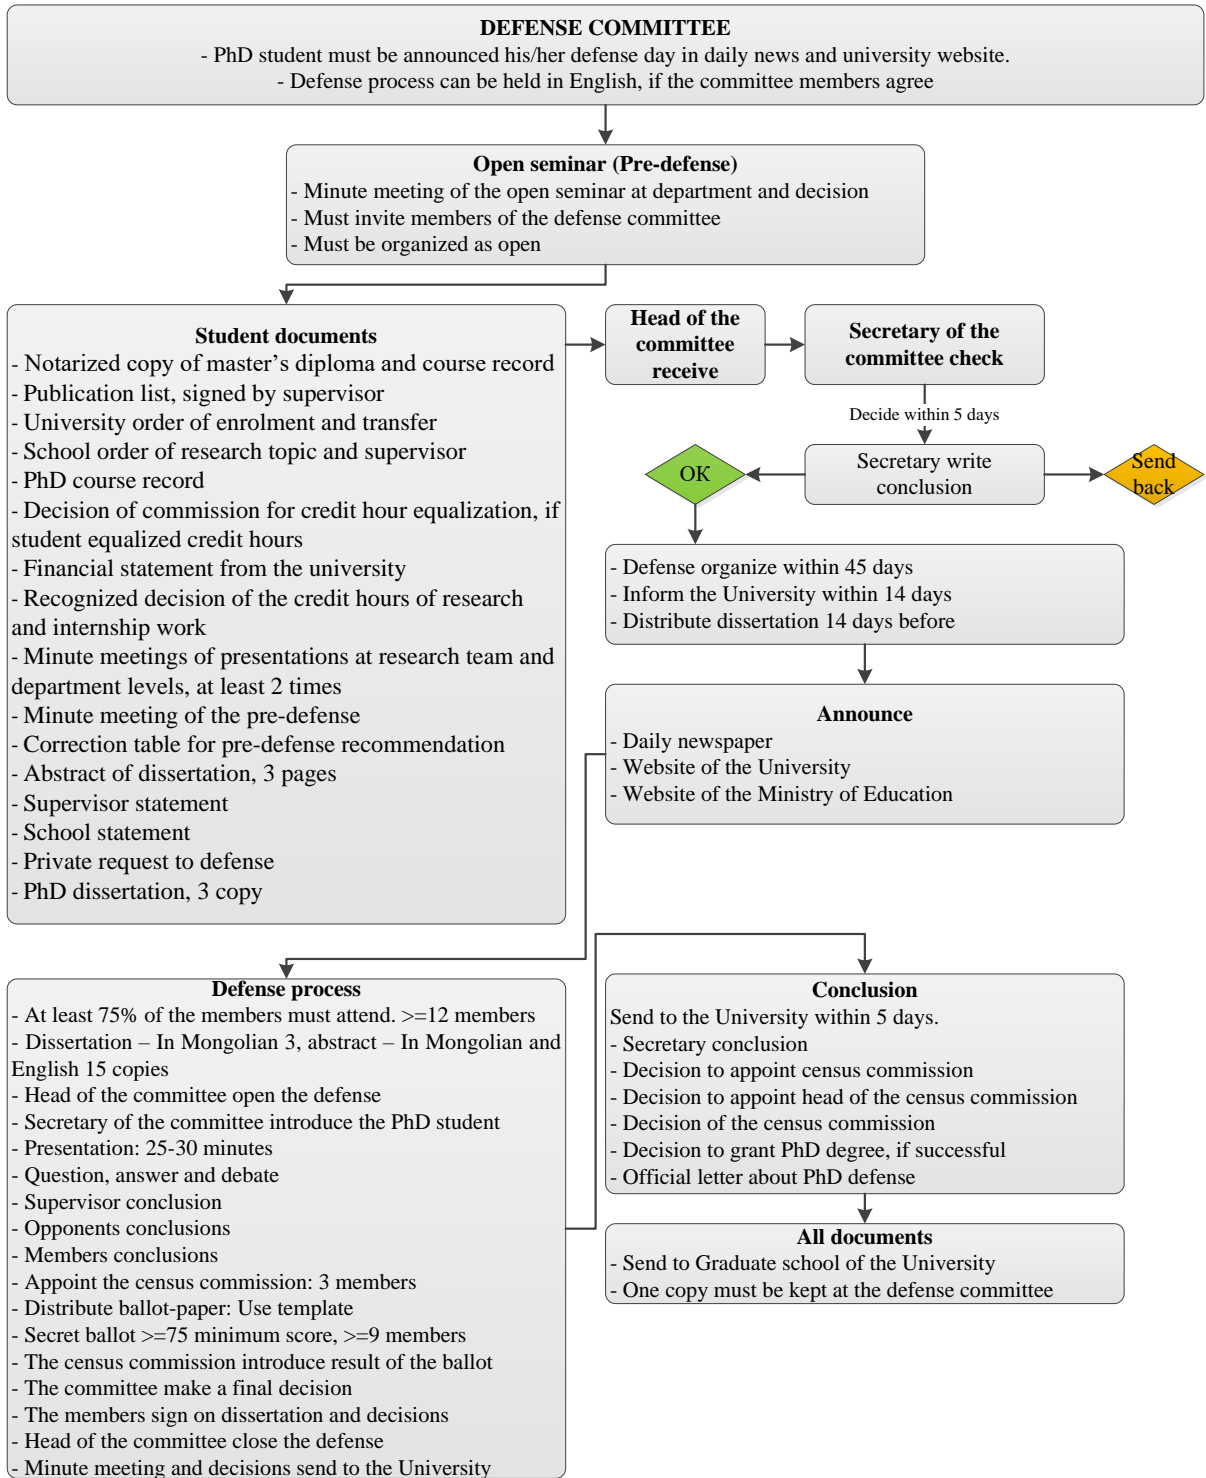 DEFENSE COMMITTEE
- PhD student must be announced his/her defense day in daily news and university website.
- Defense process can be held in English, if the committee members agree
Open seminar (Pre-defense)
- Minute meeting of the open seminar at department and decision
- Must invite members of the defense committee
- Must be organized as open
Student documents
- Notarized copy of master’s diploma and course record
- Publication list, signed by supervisor
- University order of enrolment and transfer
- School order of research topic and supervisor
- PhD course record
- Decision of commission for credit hour equalization, if
student equalized credit hours
- Financial statement from the university
- Recognized decision of the credit hours of research
and internship work
- Minute meetings of presentations at research team and
department levels, at least 2 times
- Minute meeting of the pre-defense
- Correction table for pre-defense recommendation
- Abstract of dissertation, 3 pages
- Supervisor statement
- School statement
- Private request to defense
- PhD dissertation, 3 copy
Head of the
committee
receive
Secretary of the
committee check
Decide within 5 days
Secretary write
conclusion
OK
Send
back
- Defense organize within 45 days
- Inform the University within 14 days
- Distribute dissertation 14 days before
Announce
- Daily newspaper
- Website of the University
- Website of the Ministry of Education
Defense process
- At least 75% of the members must attend. >=12 members
- Dissertation – In Mongolian 3, abstract – In Mongolian and
English 15 copies
- Head of the committee open the defense
- Secretary of the committee introduce the PhD student
- Presentation: 25-30 minutes
- Question, answer and debate
- Supervisor conclusion
- Opponents conclusions
- Members conclusions
- Appoint the census commission: 3 members
- Distribute ballot-paper: Use template
- Secret ballot >=75 minimum score, >=9 members
- The census commission introduce result of the ballot
- The committee make a final decision
- The members sign on dissertation and decisions
- Head of the committee close the defense
- Minute meeting and decisions send to the University
Conclusion
Send to the University within 5 days.
- Secretary conclusion
- Decision to appoint census commission
- Decision to appoint head of the census commission
- Decision of the census commission
- Decision to grant PhD degree, if successful
- Official letter about PhD defense
All documents
- Send to Graduate school of the University
- One copy must be kept at the defense committee